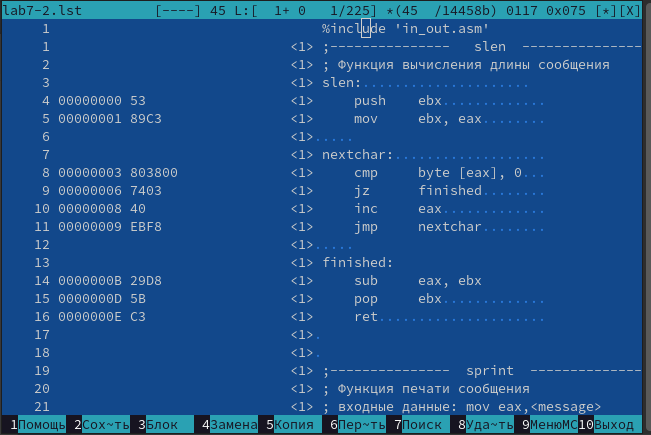 lab7-2.lst [----] 45 L:[ 1+ 0 1/225] *(45 /14458b) 0117 0x075 [*][X]
1 %include 'in_out.asm'
1 <1> ;--------------- slen ---------------
2 <1> ; Функция вычисления длины сообщения
3 <1> slen:.....................
4 00000000 53 <1> push ebx.............
5 00000001 89C3 <1> mov ebx, eax........
6 <1>.....
7 <1> nextchar:...................
8 00000003 803800 <1> cmp byte [eax], 0...
9 00000006 7403 <1> jz finished........
10 00000008 40 <1> inc eax.............
11 00000009 EBF8 <1> jmp nextchar........
12 <1>.....
13 <1> finished:
14 0000000B 29D8 <1> sub eax, ebx
15 0000000D 5B <1> pop ebx.............
16 0000000E C3 <1> ret.....................
17 <1>.
18 <1>.
19 <1> ;--------------- sprint ---------------
20 <1> ; Функция печати сообщения
21 <1> ; входные данные: mov eax,<message>
1Помощь 2Сох~ть 3Блок 4Замена 5Копия 6Пер~ть 7Поиск 8Уда~ть 9МенюМС 10Выход